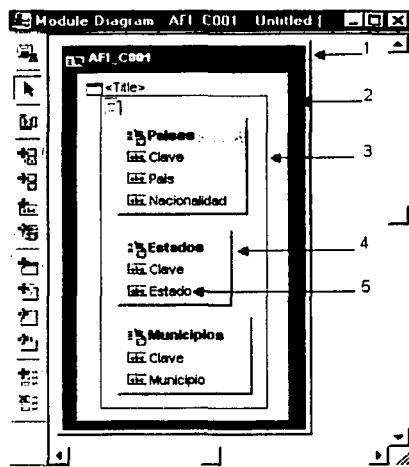 Module Diagram AFI_C001 Untitled [
AFI_C001
<Title>
Paises
Clave
Pais
Nacionalidad
Estados
Clave
Estado
Municipios
Clave
Municipio
1
2
3
4
5